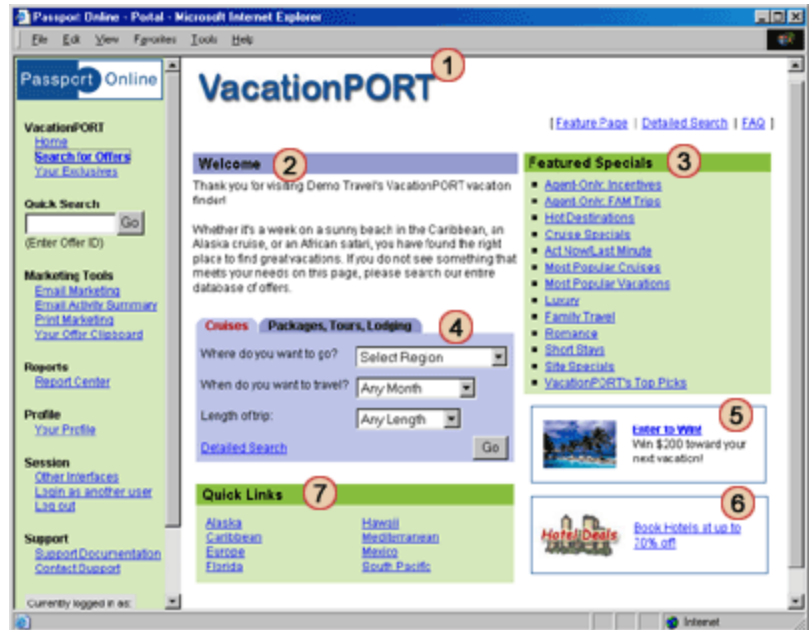 Passport Online - Portal - Microsoft Internet Explorer
File Edit View Favorites Tools Help
Passport Online
VacationPORT
Home
Search for Offers
Your Exclusives
Quick Search
Go
(Enter Offer ID)
Marketing Tools
Email Marketing
Email Activity Summary
Print Marketing
Your Offer Clipboard
Reports
Report Center
Profile
Your Profile
Session
Other Interfaces
Login as another user
Log out
Support
Support Documentation
Contact Support
Currently logged in as:
VacationPORT
1
[ Feature Page | Detailed Search | FAQ ]
Welcome
2
Thank you for visiting Demo Travel's VacationPORT vacation
finder!
Whether it's a week on a sunny beach in the Caribbean, an
Alaska cruise, or an African safari, you have found the right
place to find great vacations. If you do not see something that
meets your needs on this page, please search our entire
database of offers.
Cruises
Packages, Tours, Lodging
4
Where do you want to go? Select Region
When do you want to travel? Any Month
Length of trip: Any Length
Detailed Search Go
Quick Links
7
Alaska
Caribbean
Europe
Florida
Hawaii
Mediterranean
Mexico
South Pacific
Featured Specials
3
Agent-Only: Incentives
Agent-Only: FAM Trips
Hot Destinations
Cruise Specials
Act Now/Last Minute
Most Popular Cruises
Most Popular Vacations
Luxury
Family Travel
Romance
Short Stays
Site Specials
VacationPORT's Top Picks
5
Enter to Win!
Win $200 toward your
next vacation!
6
Hotel Deals
Book Hotels at up to
70% off!
Internet